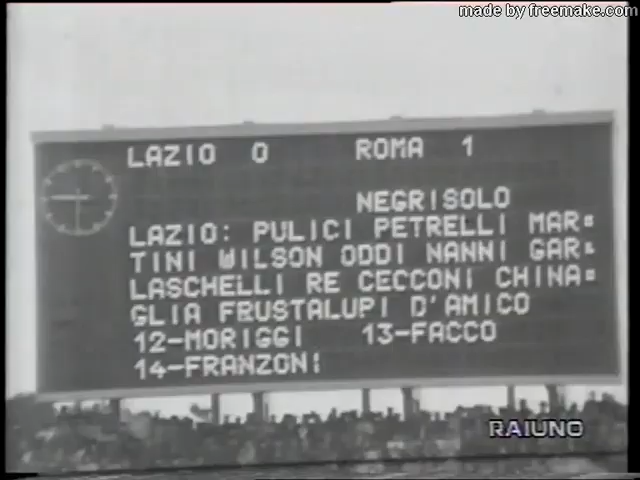 made by freemake.com
LAZIO 0 ROMA 1
NEGRISOLO
LAZIO: PULICI PETRELLI MAR-
TINI WILSON ODDI NANNI GAR-
LASCHELLI RE CECCONI CHINA-
GLIA FRUSTALUPI D'AMICO
12-MORIGGI 13-FACCO
14-FRANZONI
RAIUNO